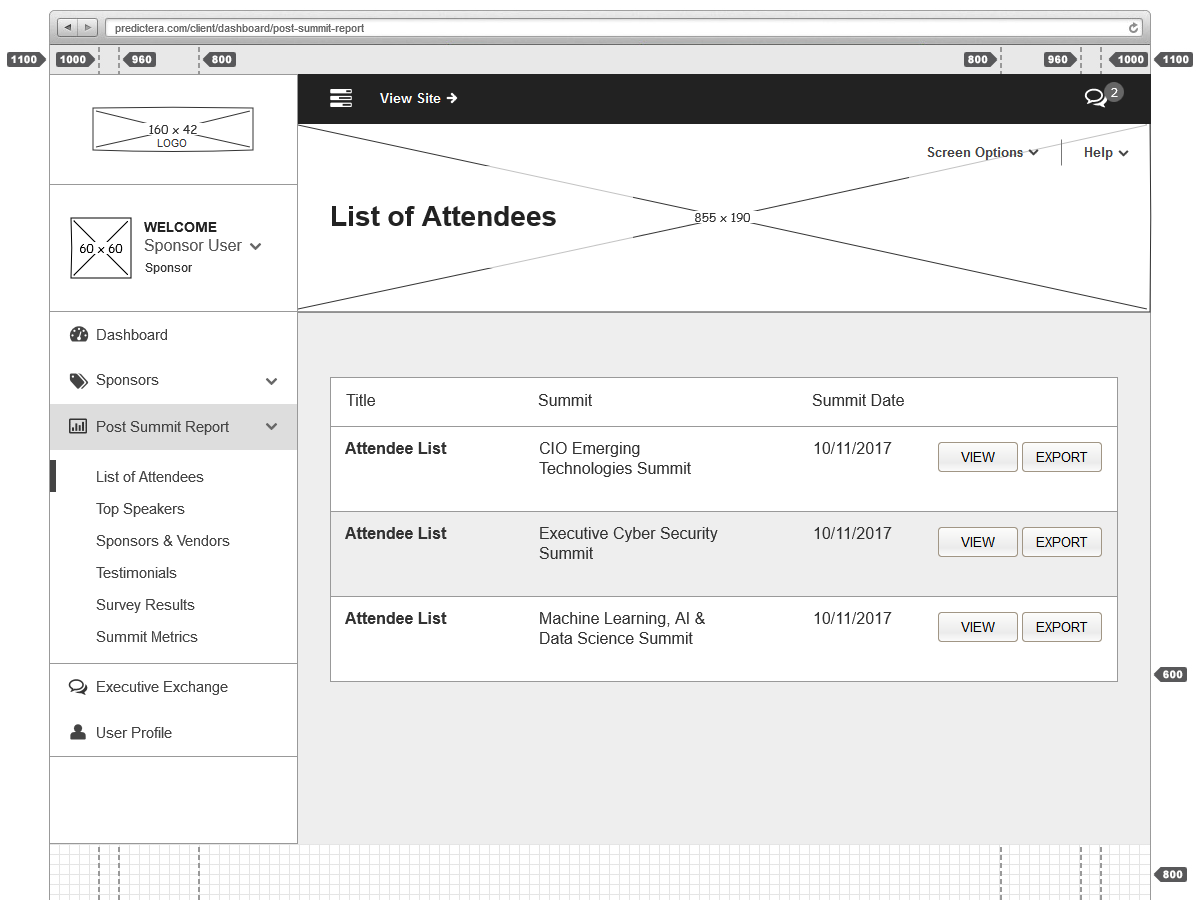 predictera.com/client/dashboard/post-summit-report
1100 1000 960 800 800 960 1000 1100
160 x 42
LOGO
View Site
2
Screen Options Help
List of Attendees
855 x 190
60 x 60
WELCOME
Sponsor User
Sponsor
Dashboard
Sponsors
Post Summit Report
List of Attendees
Top Speakers
Sponsors & Vendors
Testimonials
Survey Results
Summit Metrics
Executive Exchange
User Profile
Title Summit Summit Date
Attendee List CIO Emerging 10/11/2017 VIEW EXPORT
Technologies Summit
Attendee List Executive Cyber Security 10/11/2017 VIEW EXPORT
Summit
Attendee List Machine Learning, AI & 10/11/2017 VIEW EXPORT
Data Science Summit
600
800